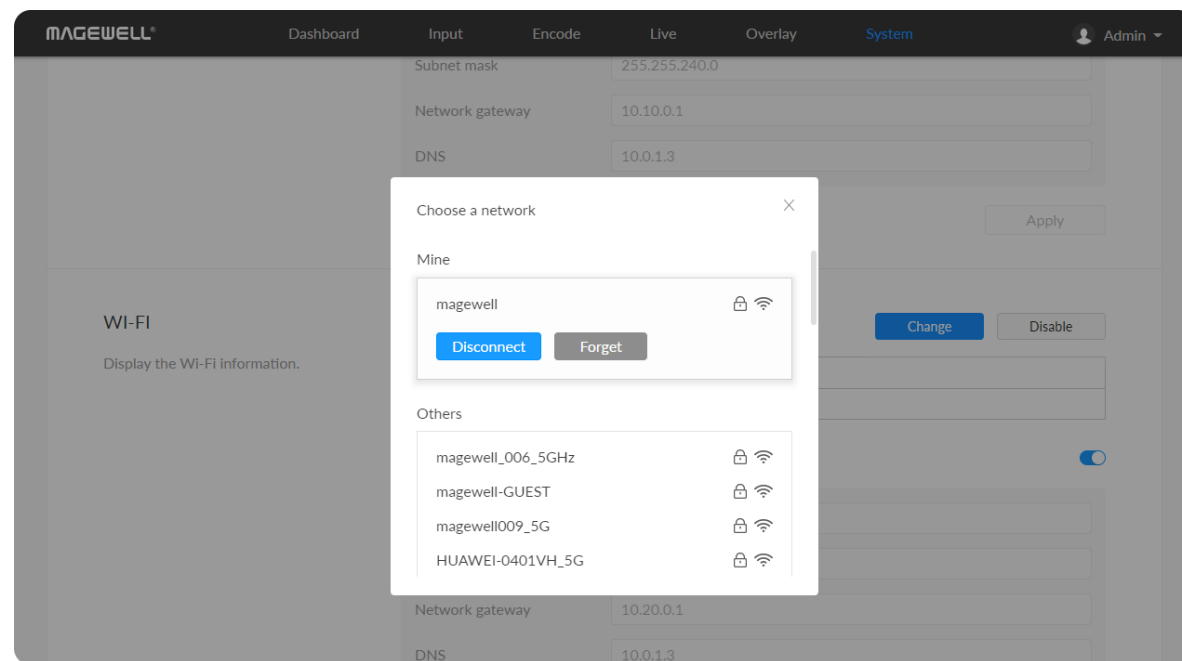 MAGEWELL® Dashboard Input Encode Live Overlay System Admin
Subnet mask 255.255.240.0
Network gateway 10.10.0.1
DNS 10.0.1.3
Apply
Choose a network
Mine
magewell
Disconnect Forget
Others
magewell_006_5GHz
magewell-GUEST
magewell009_5G
HUAWEI-0401VH_5G
WI-FI
Display the Wi-Fi information.
Change Disable
Network gateway 10.20.0.1
DNS 10.0.1.3